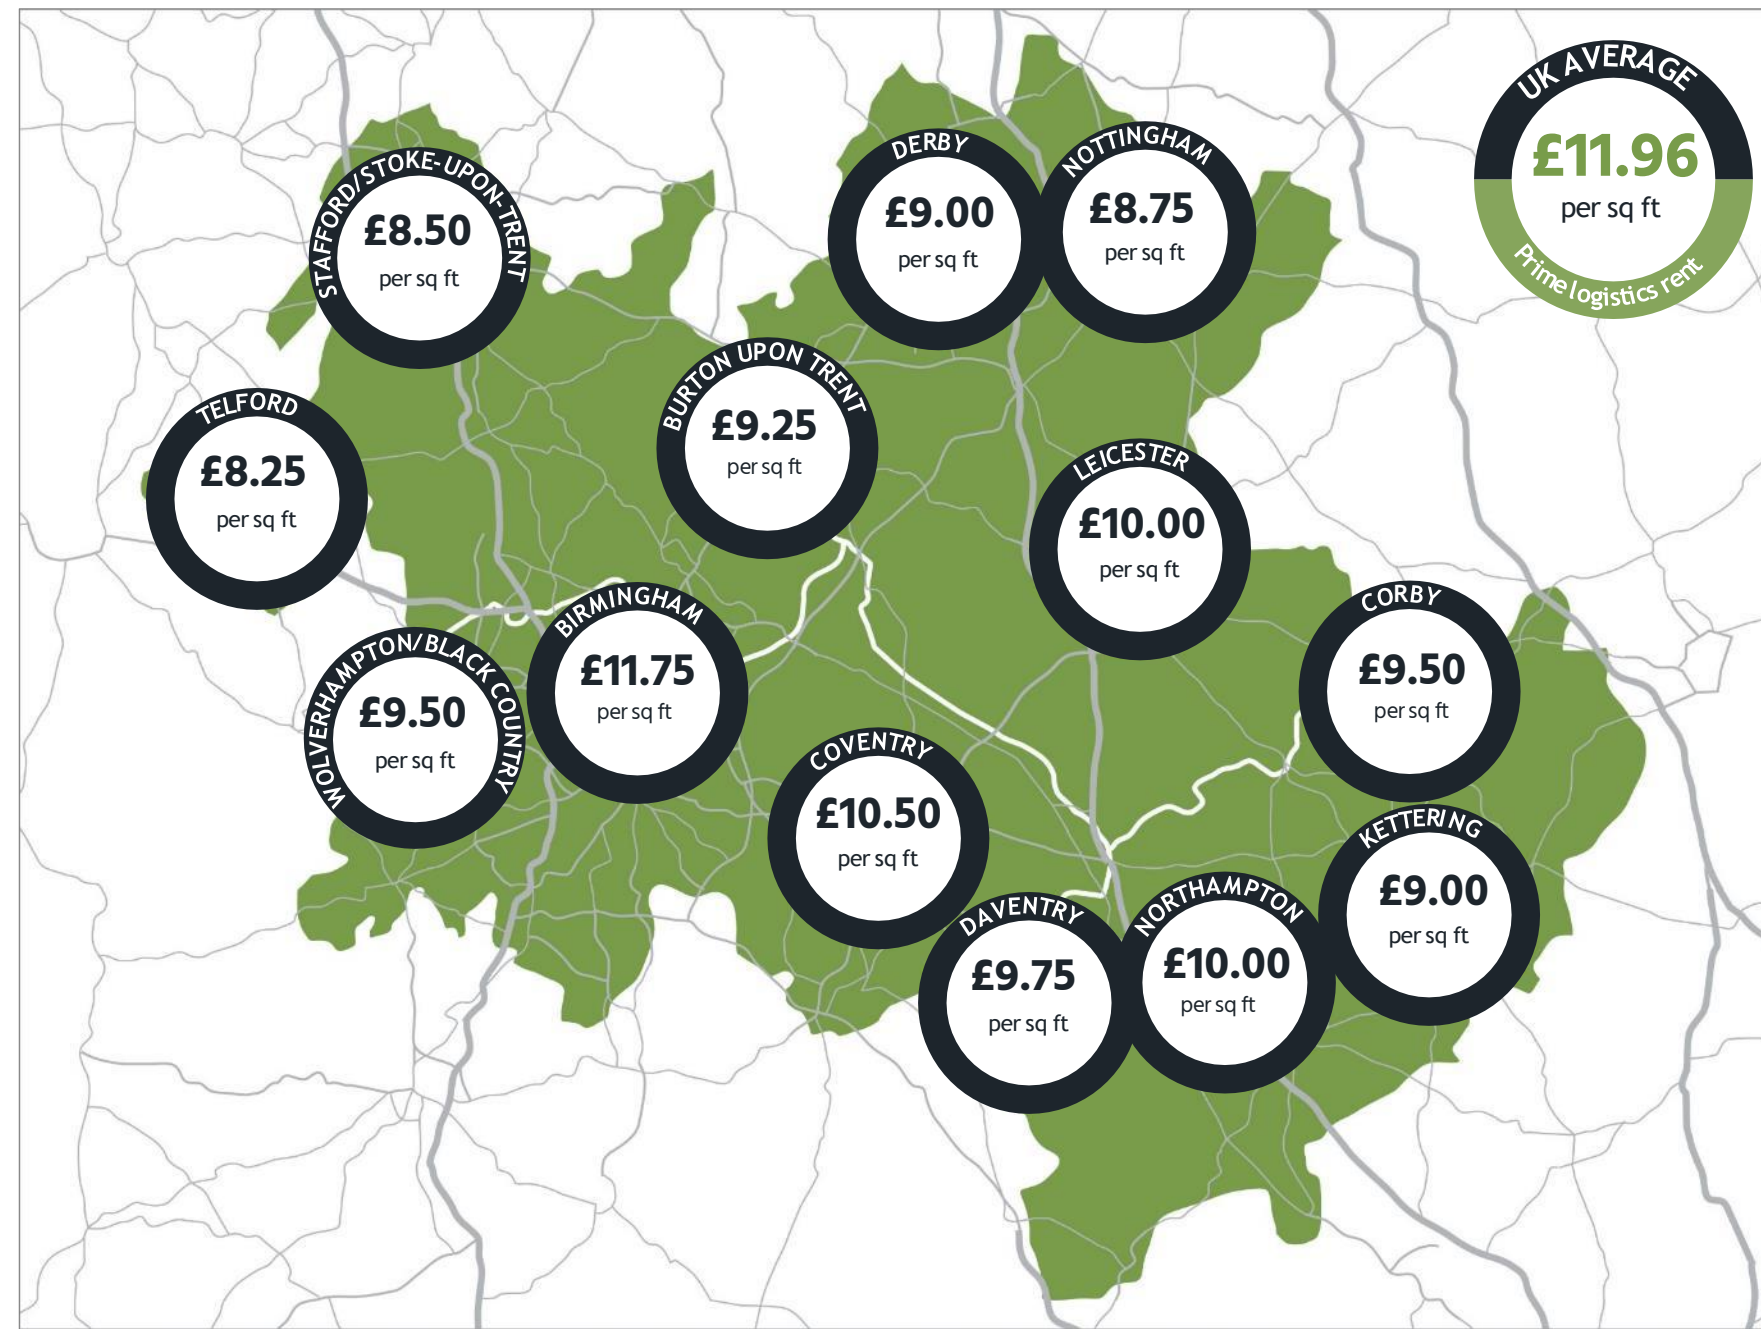 UK AVERAGE
£11.96
per sq ft
Prime logistics rent
STAFFORD/STOKE-UPON-TRENT
£8.50
per sq ft
DERBY
£9.00
per sq ft
NOTTINGHAM
£8.75
per sq ft
TELFORD
£8.25
per sq ft
BURTON UPON TRENT
£9.25
per sq ft
LEICESTER
£10.00
per sq ft
WOLVERHAMPTON/BLACK COUNTRY
£9.50
per sq ft
BIRMINGHAM
£11.75
per sq ft
CORBY
£9.50
per sq ft
COVENTRY
£10.50
per sq ft
KETTERING
£9.00
per sq ft
DAVENTRY
£9.75
per sq ft
NORTHAMPTON
£10.00
per sq ft